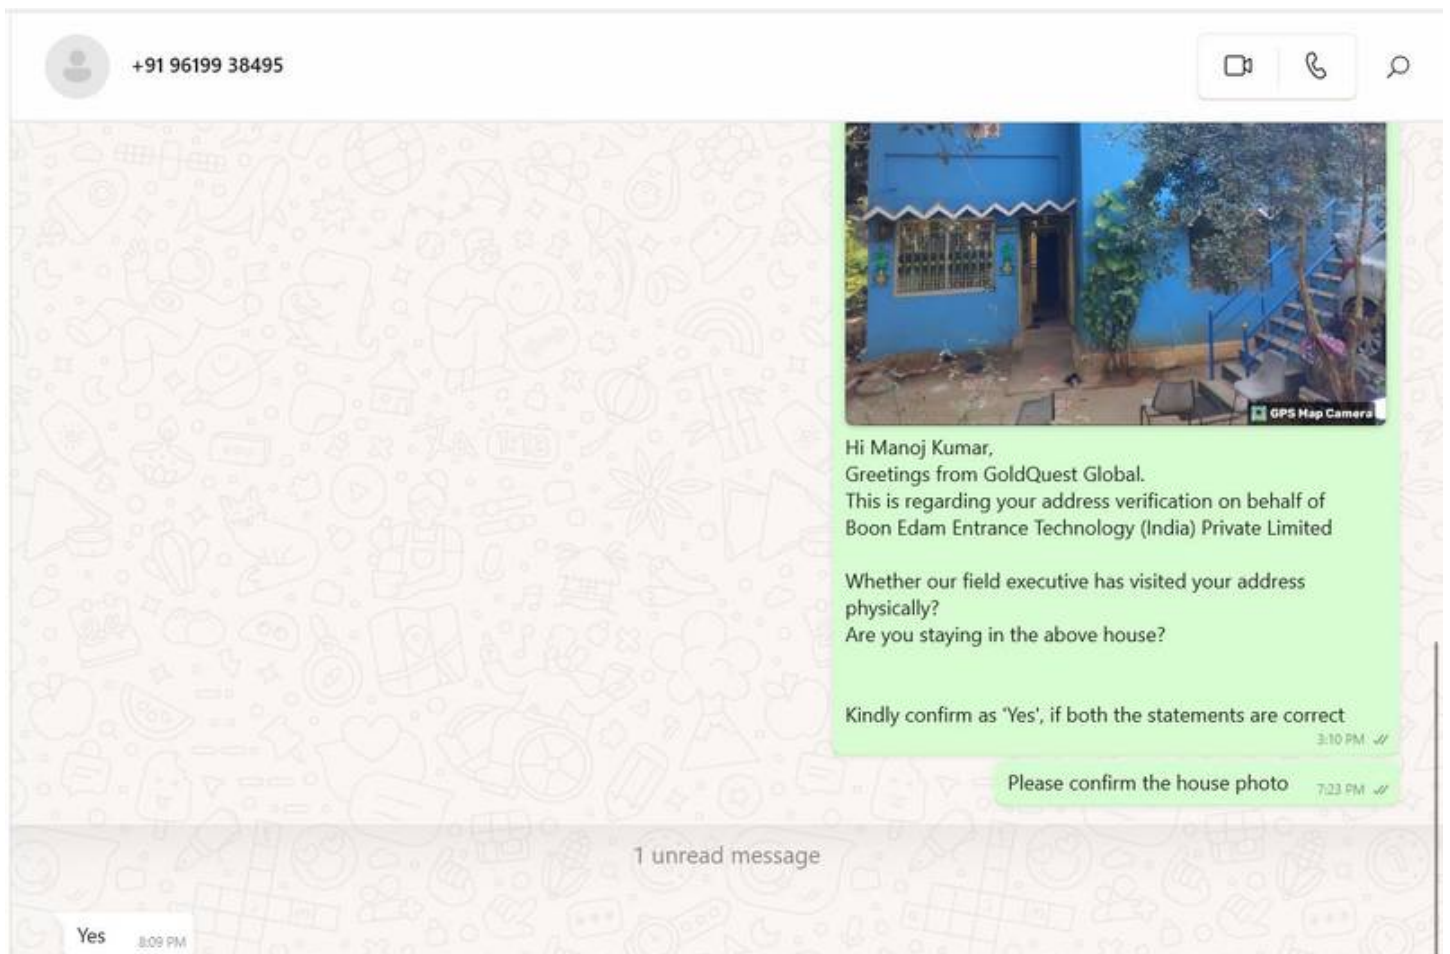 +91 96199 38495
GPS Map Camera
Hi Manoj Kumar,
Greetings from GoldQuest Global.
This is regarding your address verification on behalf of
Boon Edam Entrance Technology (India) Private Limited
Whether our field executive has visited your address
physically?
Are you staying in the above house?
Kindly confirm as 'Yes', if both the statements are correct
3:10 PM
Please confirm the house photo 7:23 PM
1 unread message
Yes 8:09 PM